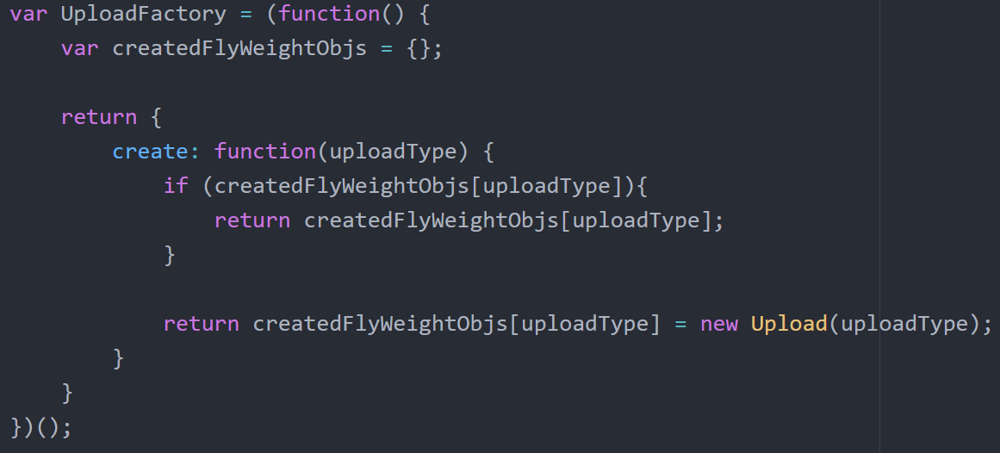 var UploadFactory = (function() {
    var createdFlyWeightObjs = {};

    return {
        create: function(uploadType) {
            if (createdFlyWeightObjs[uploadType]){
                return createdFlyWeightObjs[uploadType];
            }

            return createdFlyWeightObjs[uploadType] = new Upload(uploadType);
        }
    }
})();